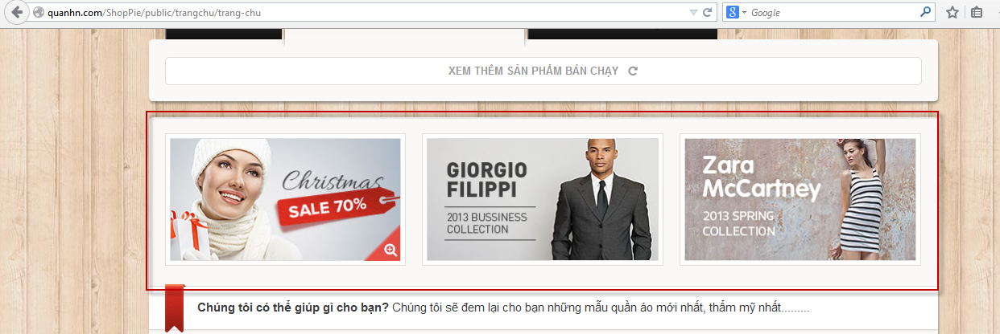 quanhn.com/ShopPie/public/trangchu/trang-chu
Google
XEM THÊM SẢN PHẨM BÁN CHẠY
Christmas
SALE 70%
GIORGIO
FILIPPI
2013 BUSSINESS
COLLECTION
Zara
McCartney
2013 SPRING
COLLECTION
Chúng tôi có thể giúp gì cho bạn? Chúng tôi sẽ đem lại cho bạn những mẫu quần áo mới nhất, thẩm mỹ nhất.........